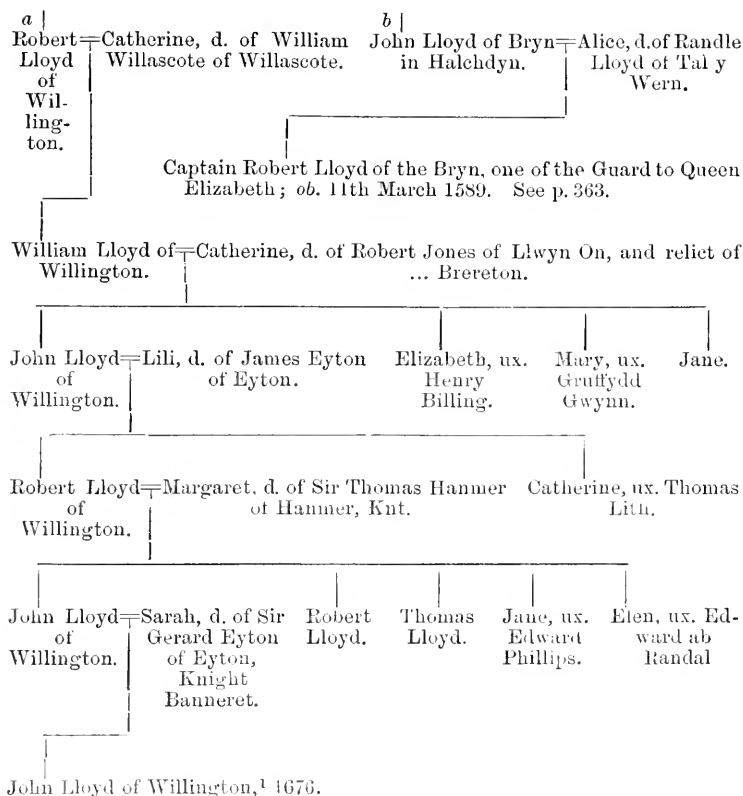 a b
Robert Catherine, d. of William
Lloyd Willascote of Willascote.
of
Wil-
ling-
ton.
John Lloyd of Bryn Alice, d. of Randle
in Halchdyn. Lloyd of Tal y
Wern.
Captain Robert Lloyd of the Bryn, one of the Guard to Queen
Elizabeth; ob. 11th March 1589. See p. 363.
William Lloyd of Catherine, d. of Robert Jones of Llwyn On, and relict of
Willington. ... Brereton.
John Lloyd
of
Willington.
Lili, d. of James Eyton
of Eyton.
Elizabeth, ux.
Henry
Billing.
Mary, ux.
Gruffydd
Gwynn.
Jane.
Robert Lloyd
of
Willington.
Margaret, d. of Sir Thomas Hanmer
of Hanmer, Knt.
Catherine, ux. Thomas
Lith.
John Lloyd
of
Willington.
Sarah, d. of Sir
Gerard Eyton
of Eyton,
Knight
Banneret.
Robert
Lloyd.
Thomas
Lloyd.
Jane, ux.
Edward
Phillips.
Elen, ux. Ed-
ward ab
Randal
John Lloyd of Willington,¹ 1676.